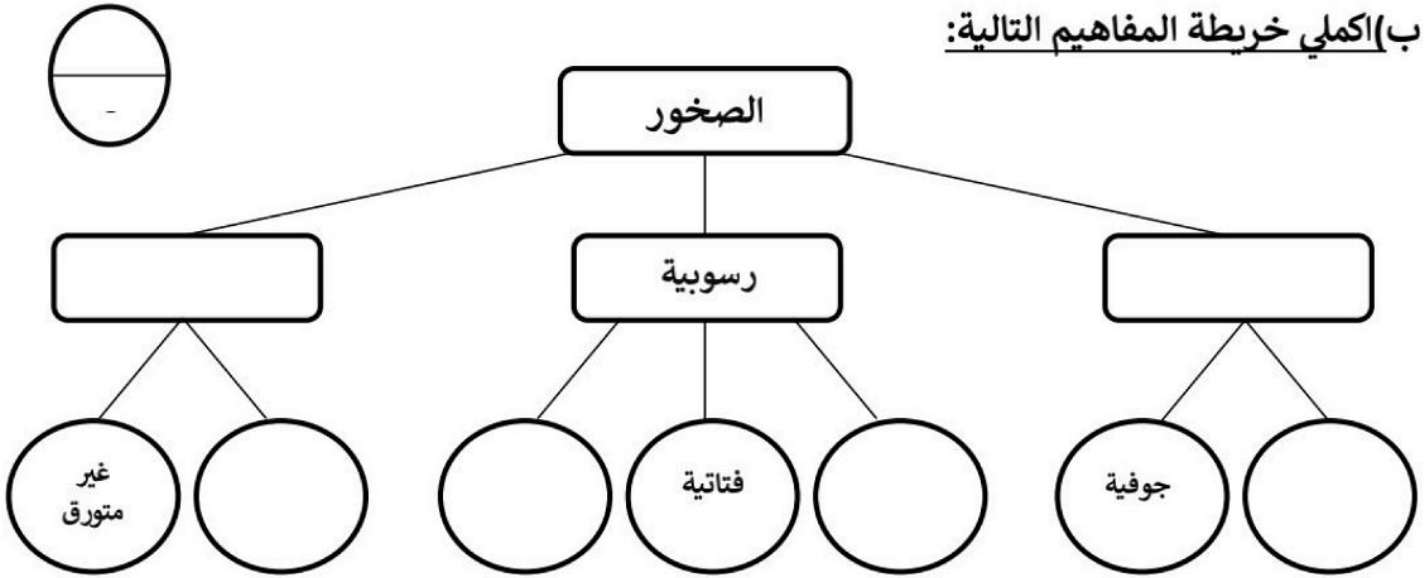 ب)اكملي خريطة المفاهيم التالية:
-
الصخور
رسوبية
جوفية
فتاتية
غير
متورق